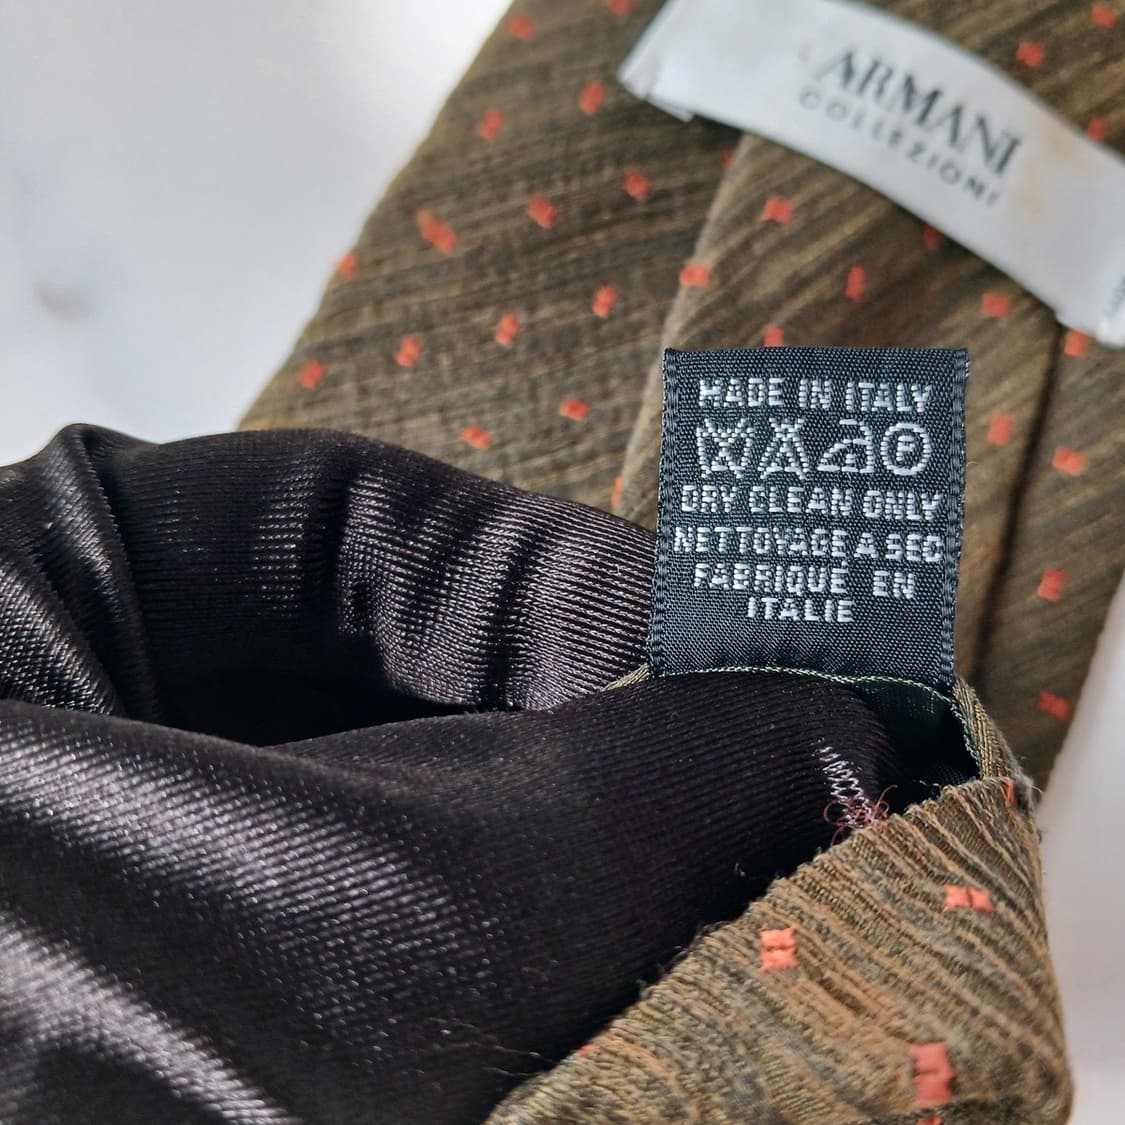 ARMANI
COLLEZIONI
MADE IN ITALY
P
DRY CLEAN ONLY
NETTOYAGE A SEC
FABRIQUE EN
ITALIE